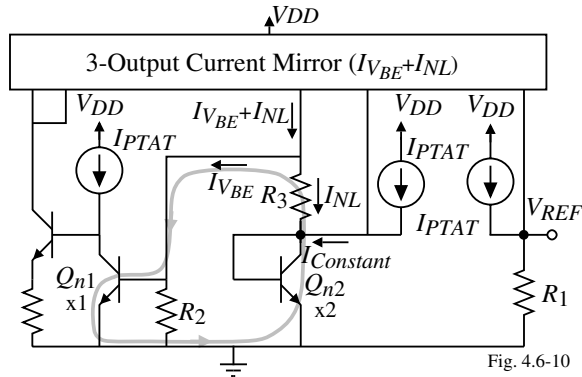 VDD
3-Output Current Mirror (IVBE+INL)
VDD
IVBE+INL
VDD
VDD
IPTAT
IPTAT
IVBE
R3
INL
IPTAT
VREF
IConstant
Qn1
x1
Qn2
x2
R2
R1
Fig. 4.6-10